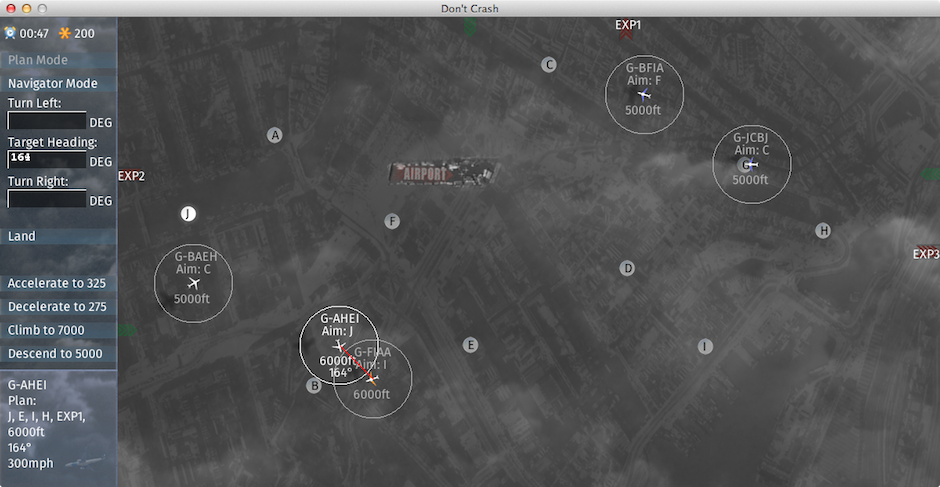 Don't Crash
00:47 200
Plan Mode
Navigator Mode
Turn Left:
DEG
Target Heading:
164 DEG
Turn Right:
DEG
Land
Accelerate to 325
Decelerate to 275
Climb to 7000
Descend to 5000
G-AHEI
Plan:
J, E, I, H, EXP1,
6000ft
164°
300mph
EXP1
C
G-BFIA
Aim: F
5000ft
A
G-JCBJ
Aim: C
G
5000ft
AIRPORT
EXP2
J
F
H
EXP3
G-BAEH
Aim: C
5000ft
D
G-AHEI
Aim: J
6000ft
164°
G-FIAA
Aim: I
6000ft
E
I
B